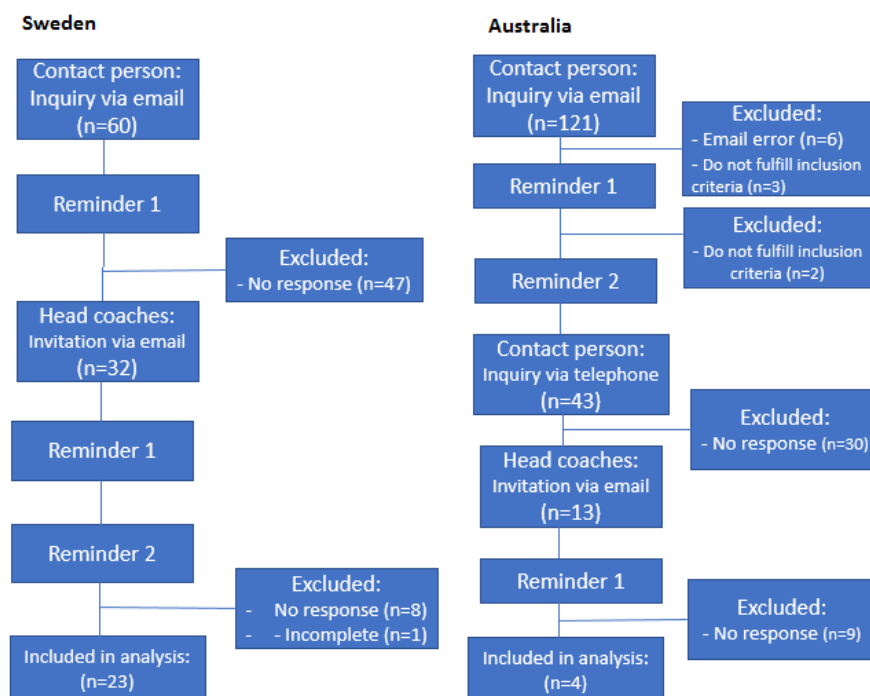 Sweden
Contact person:
Inquiry via email
(n=60)
Reminder 1
Excluded:
- No response (n=47)
Head coaches:
Invitation via email
(n=32)
Reminder 1
Reminder 2
Excluded:
- No response (n=8)
- - Incomplete (n=1)
Included in analysis:
(n=23)
Australia
Contact person:
Inquiry via email
(n=121)
Excluded:
- Email error (n=6)
- Do not fulfill inclusion
criteria (n=3)
Reminder 1
Excluded:
- Do not fulfill inclusion
criteria (n=2)
Reminder 2
Contact person:
Inquiry via telephone
(n=43)
Excluded:
- No response (n=30)
Head coaches:
Invitation via email
(n=13)
Reminder 1
Excluded:
- No response (n=9)
Included in analysis:
(n=4)